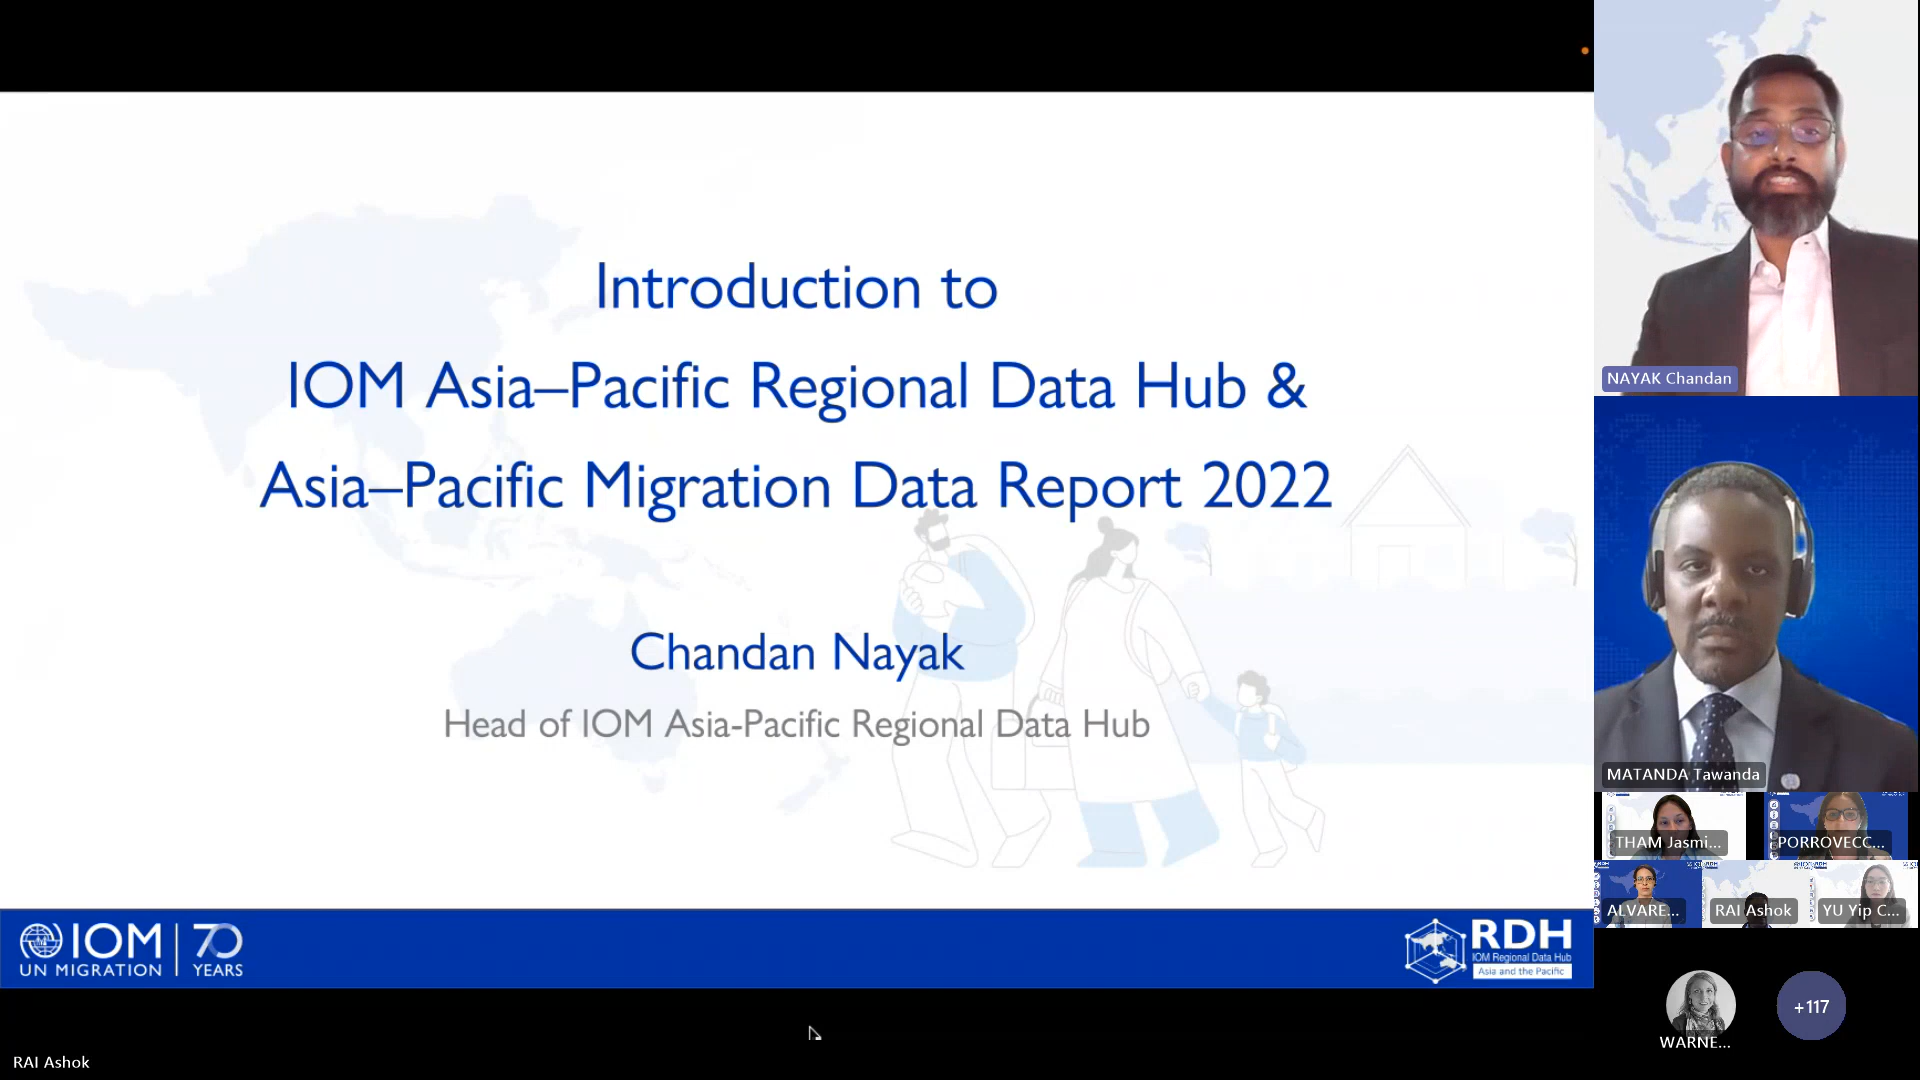 Introduction to
IOM Asia–Pacific Regional Data Hub &
Asia–Pacific Migration Data Report 2022
Chandan Nayak
Head of IOM Asia-Pacific Regional Data Hub
IOM
UN MIGRATION
70
YEARS
RDH
IOM Regional Data Hub
Asia and the Pacific
RAI Ashok
NAYAK Chandan
MATANDA Tawanda
THAM Jasmi...
PORROVECC...
ALVARE...
RAI Ashok
YU Yip C...
WARNE...
+117